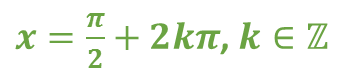 x = π/2 + 2kπ, k ∈ ℤ